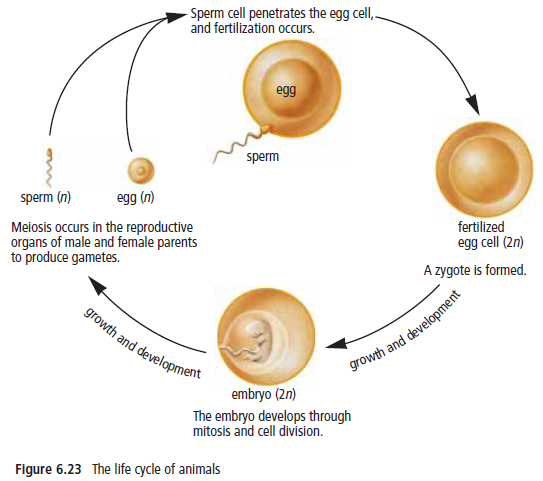 Sperm cell penetrates the egg cell,
and fertilization occurs.
egg
sperm
sperm (n)
egg (n)
Meiosis occurs in the reproductive
organs of male and female parents
to produce gametes.
fertilized
egg cell (2n)
A zygote is formed.
growth and development
growth and development
embryo (2n)
The embryo develops through
mitosis and cell division.
Figure 6.23 The life cycle of animals